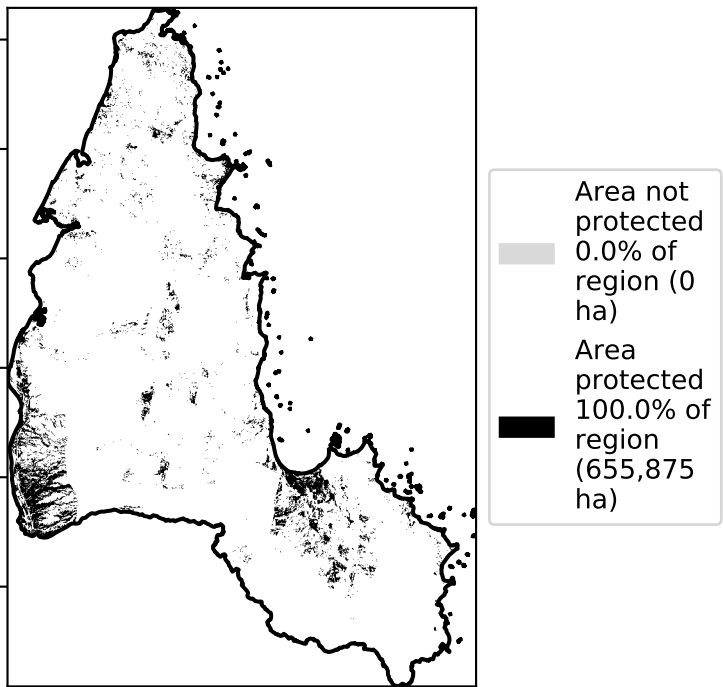 Area not
protected
0.0% of
region (0
ha)
Area
protected
100.0% of
region
(655,875
ha)